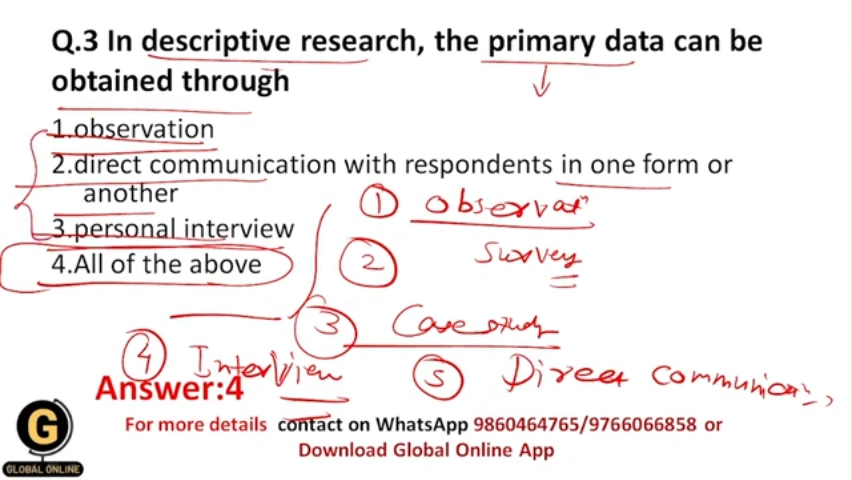 Q.3 In descriptive research, the primary data can be
obtained through
1.observation
2.direct communication with respondents in one form or
another
3.personal interview
4.All of the above
1 Observatn
2 Survey
3 Case study
4 Interview
5 Direct communication
Answer:4
For more details contact on WhatsApp 9860464765/9766066858 or
Download Global Online App
G
GLOBAL ONLINE